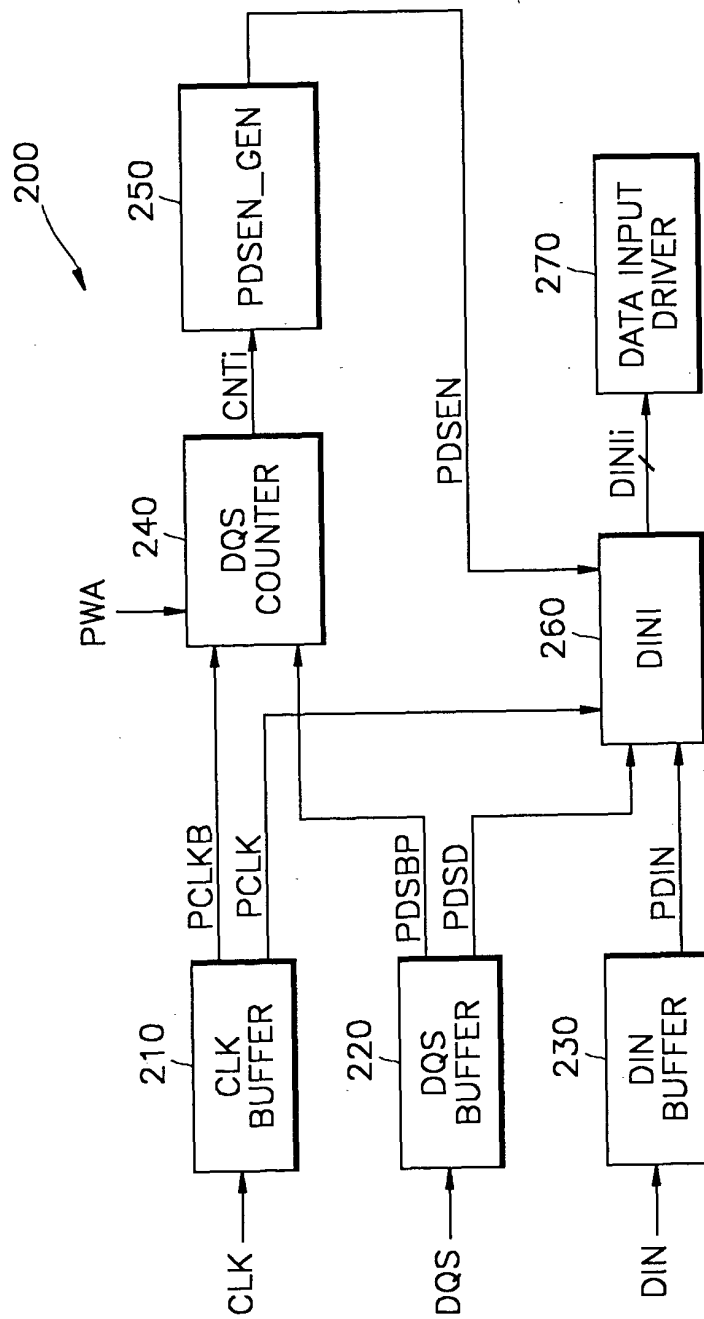 200
CLK
210
CLK
BUFFER
PCLKB
PCLK
PWA
240
DQS
COUNTER
CNTi
250
PDSEN_GEN
DQS
220
DQS
BUFFER
PDSBP
PDSD
PDSEN
DIN
230
DIN
BUFFER
PDIN
260
DINI
DINIi
270
DATA INPUT
DRIVER